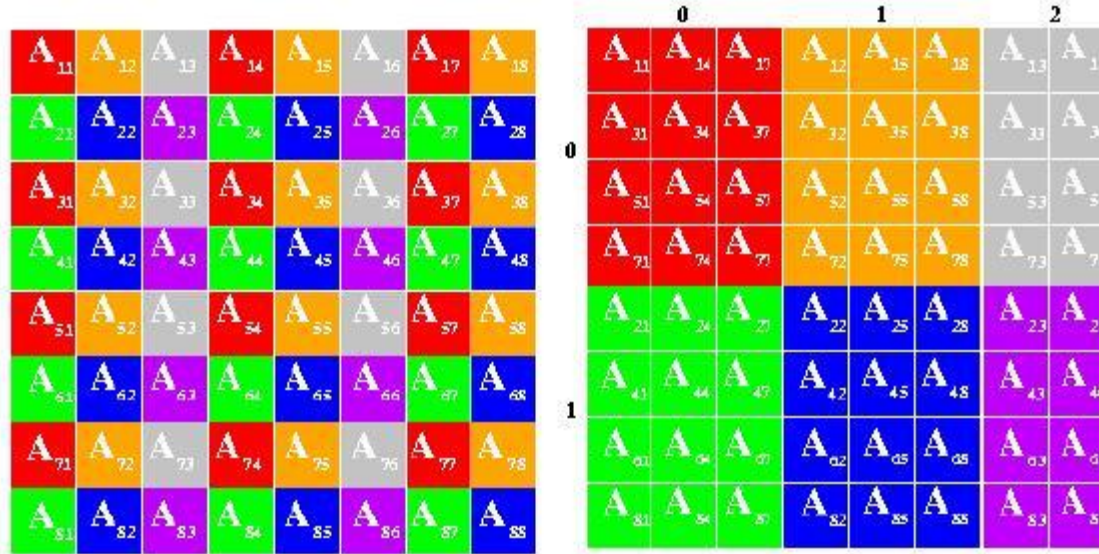 A11 A12 A13 A14 A15 A16 A17 A18
A21 A22 A23 A24 A25 A26 A27 A28
A31 A32 A33 A34 A35 A36 A37 A38
A41 A42 A43 A44 A45 A46 A47 A48
A51 A52 A53 A54 A55 A56 A57 A58
A61 A62 A63 A64 A65 A66 A67 A68
A71 A72 A73 A74 A75 A76 A77 A78
A81 A82 A83 A84 A85 A86 A87 A88
0 1 2
A11 A14 A17 A12 A15 A18 A13
A31 A34 A37 A32 A35 A38 A33
0
A51 A54 A57 A52 A55 A58 A53
A71 A74 A77 A72 A75 A78 A73
A21 A24 A27 A22 A25 A28 A23
A41 A44 A47 A42 A45 A48 A43
1
A61 A64 A67 A62 A65 A68 A63
A81 A84 A87 A82 A85 A88 A83